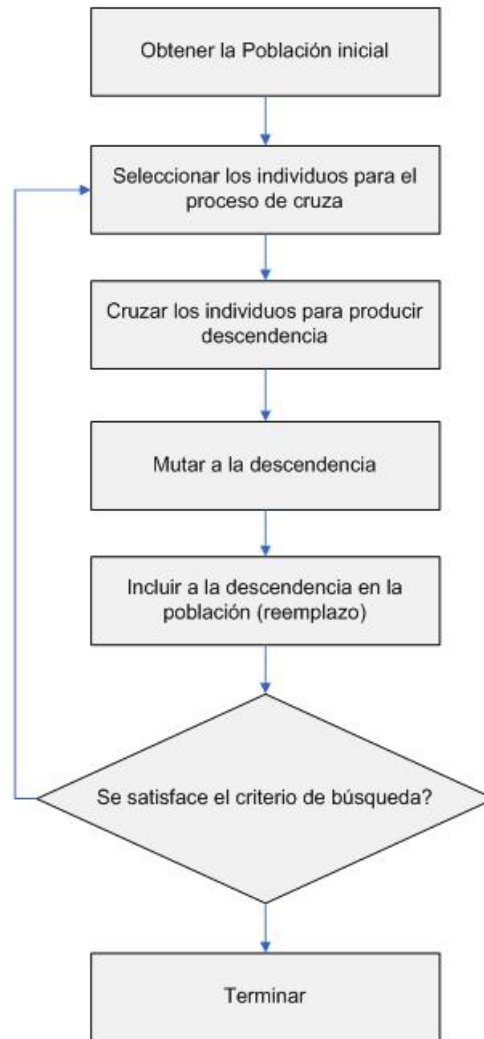 Obtener la Población inicial
Seleccionar los individuos para el
proceso de cruza
Cruzar los individuos para producir
descendencia
Mutar a la descendencia
Incluir a la descendencia en la
población (reemplazo)
Se satisface el criterio de búsqueda?
Terminar